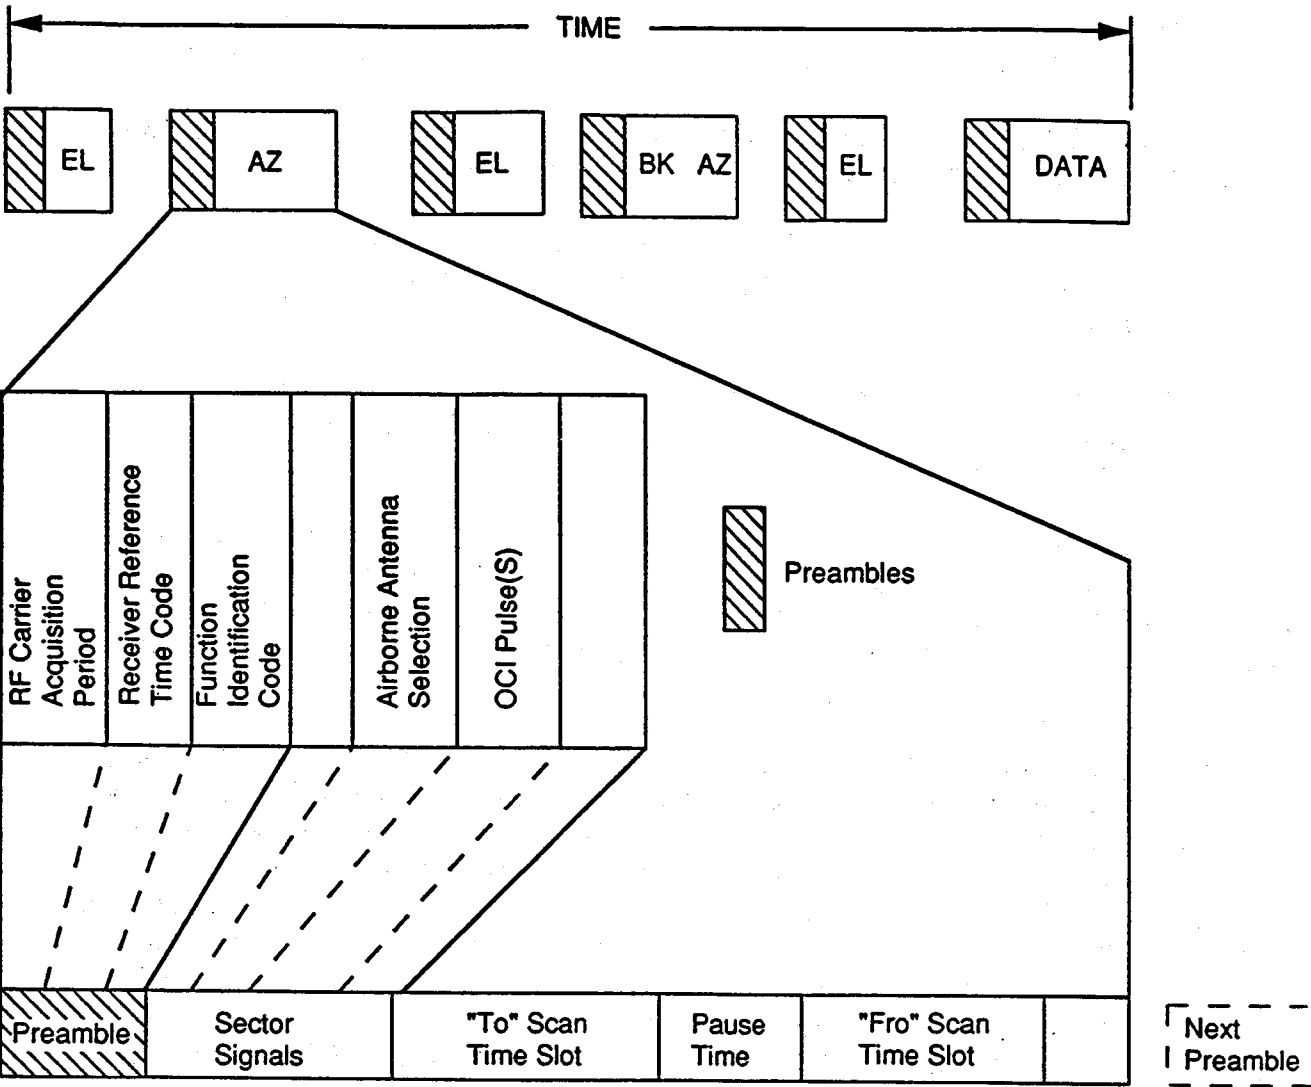 TIME
EL
AZ
EL
BK AZ
EL
DATA
RF Carrier
Acquisition
Period
Receiver Reference
Time Code
Function
Identification
Code
Airborne Antenna
Selection
OCI Pulse(S)
Preambles
Preamble
Sector
Signals
"To" Scan
Time Slot
Pause
Time
"Fro" Scan
Time Slot
Next
Preamble